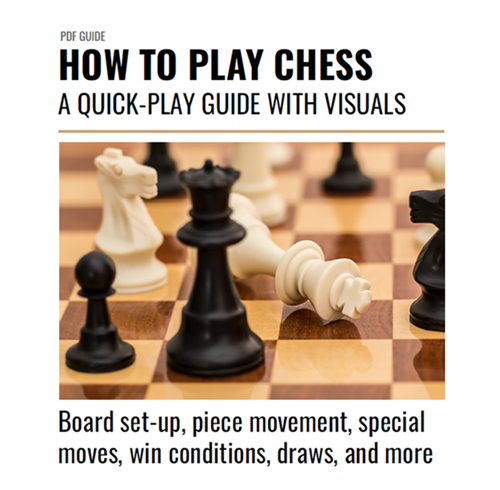 PDF GUIDE
HOW TO PLAY CHESS
A QUICK-PLAY GUIDE WITH VISUALS
Board set-up, piece movement, special
moves, win conditions, draws, and more